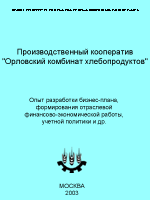 Производственный кооператив
"Орловский комбинат хлебопродуктов"
Опыт разработки бизнес-плана,
формирования отраслевой
финансово-экономической работы,
учетной политики и др.
МОСКВА
2003